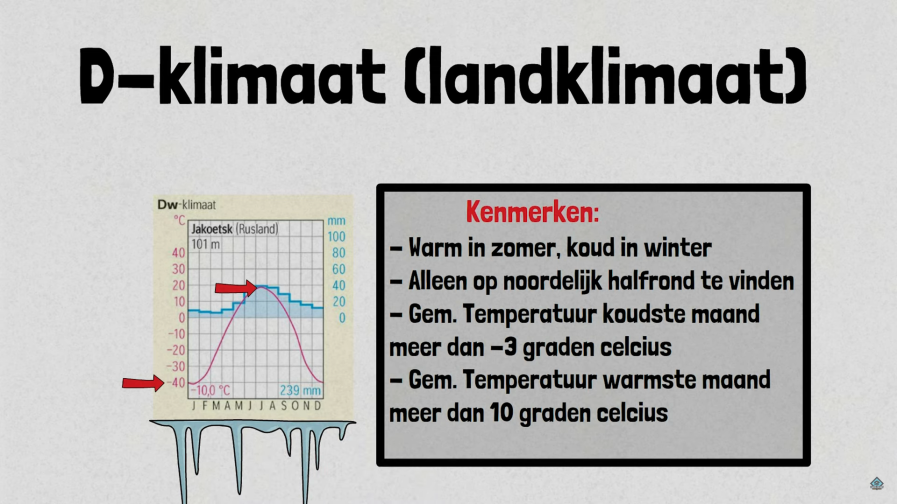 D-klimaat (landklimaat)
Dw-klimaat
°C
mm
Jakoetsk (Rusland)
101 m
100
40
80
30
60
20
40
10
20
0
0
-10
-20
-30
-40
-10,0 °C
239 mm
J F M A M J J A S O N D
Kenmerken:
- Warm in zomer, koud in winter
- Alleen op noordelijk halfrond te vinden
- Gem. Temperatuur koudste maand
meer dan -3 graden celcius
- Gem. Temperatuur warmste maand
meer dan 10 graden celcius